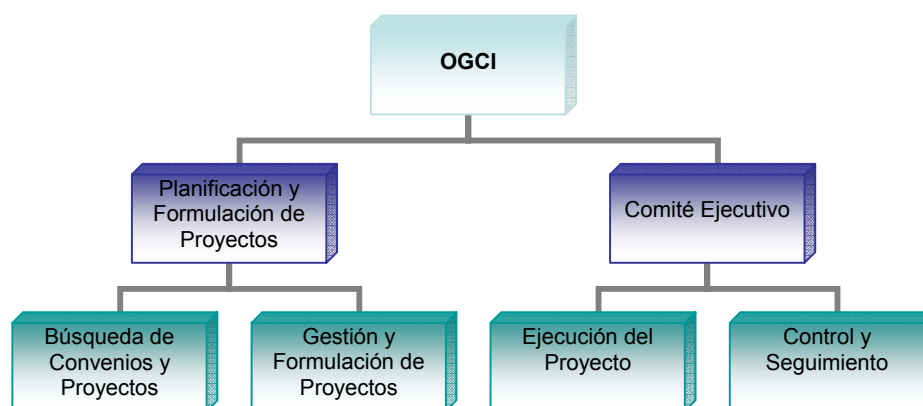 OGCI
Planificación y
Formulación de
Proyectos
Comité Ejecutivo
Búsqueda de
Convenios y
Proyectos
Gestión y
Formulación de
Proyectos
Ejecución del
Proyecto
Control y
Seguimiento